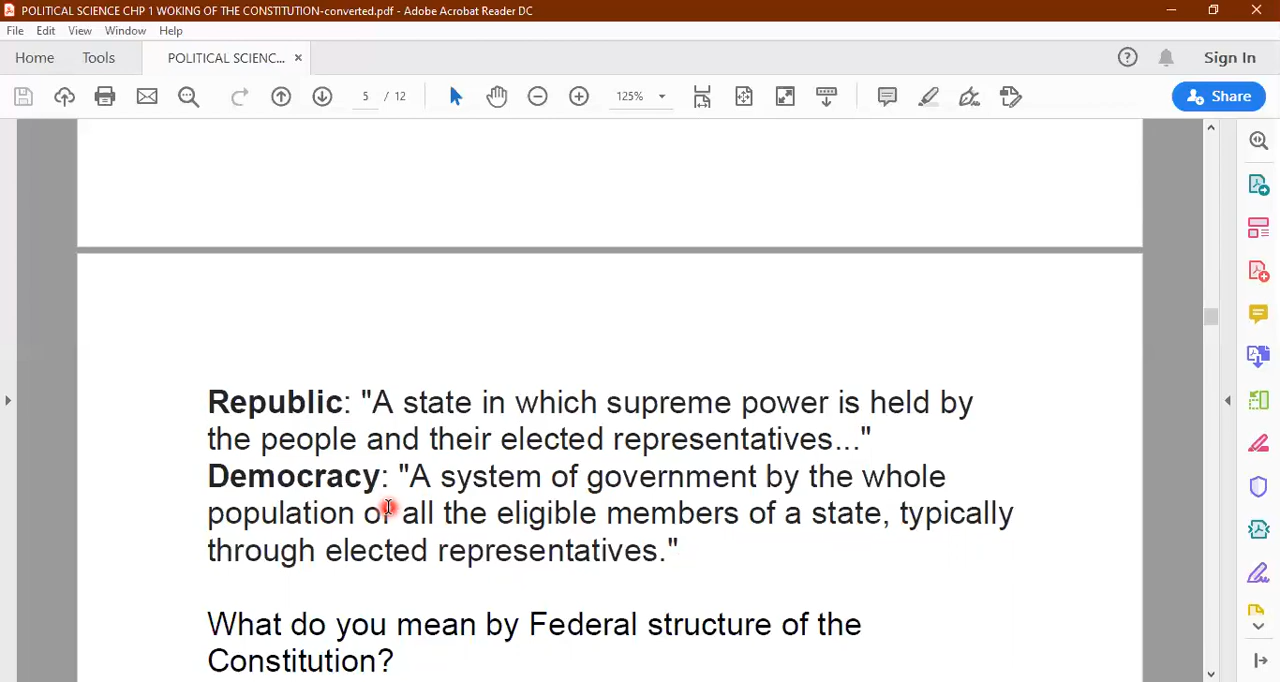 POLITICAL SCIENCE CHP 1 WOKING OF THE CONSTITUTION-converted.pdf - Adobe Acrobat Reader DC
File Edit View Window Help
Home Tools POLITICAL SCIENC... × Sign In
5 / 12 125% Share
Republic: "A state in which supreme power is held by
the people and their elected representatives..."
Democracy: "A system of government by the whole
population or all the eligible members of a state, typically
through elected representatives."
What do you mean by Federal structure of the
Constitution?